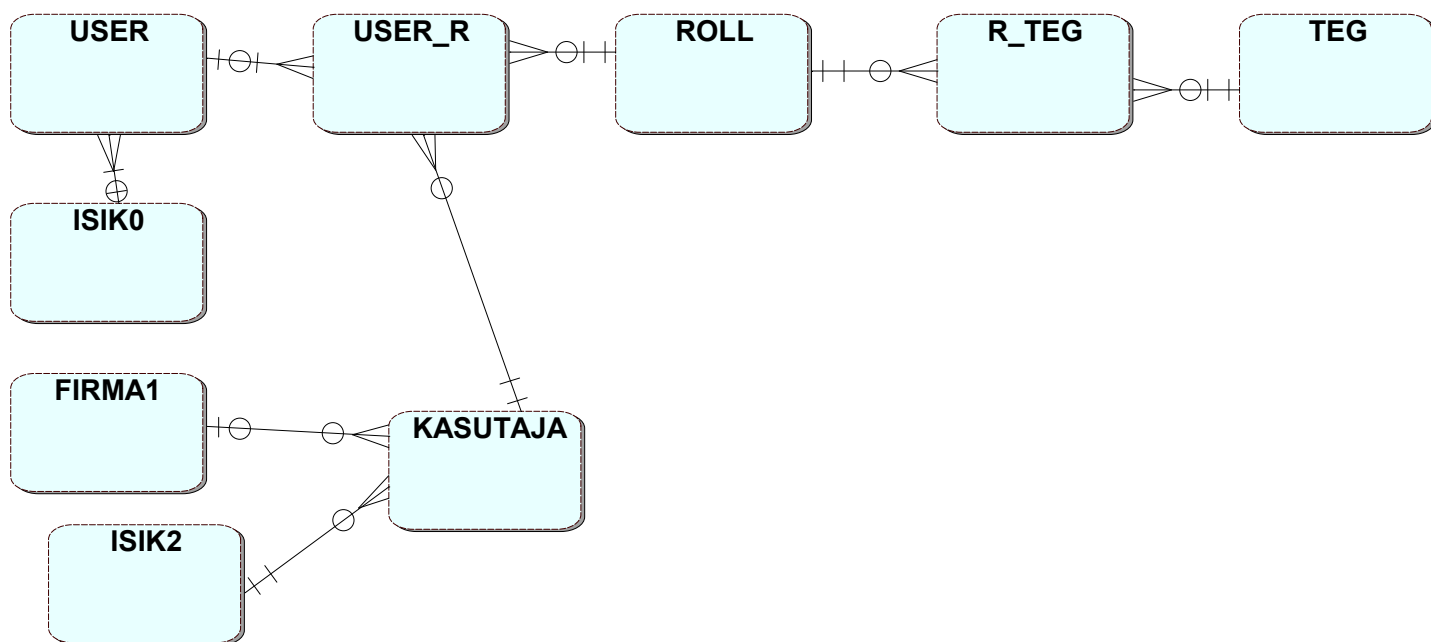 USER
USER_R
ROLL
R_TEG
TEG
ISIK0
FIRMA1
KASUTAJA
ISIK2